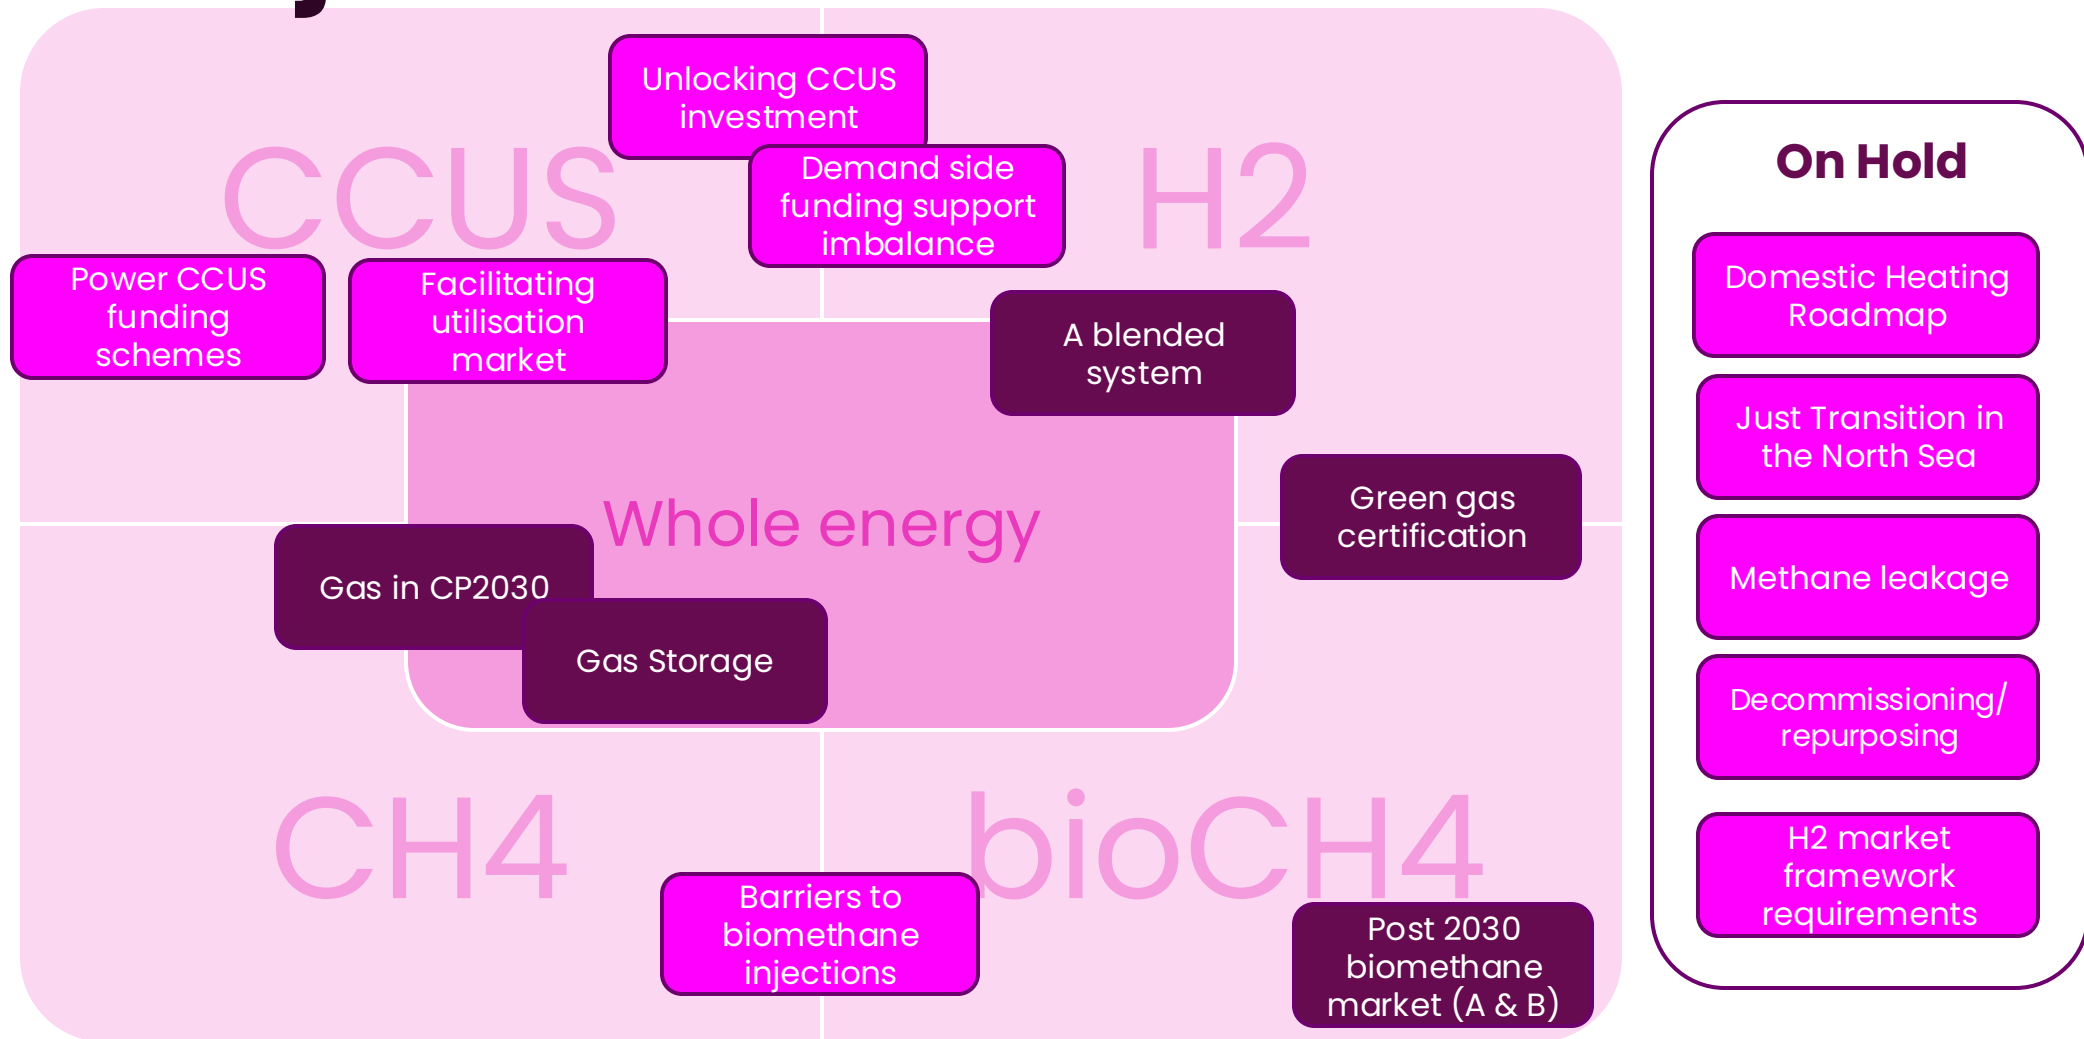 Unlocking CCUS
investment
CCUS
H2
Demand side
funding support
imbalance
Power CCUS
funding
schemes
Facilitating
utilisation
market
A blended
system
Whole energy
Green gas
certification
Gas in CP2030
Gas Storage
CH4
bioCH4
Barriers to
biomethane
injections
Post 2030
biomethane
market (A & B)
On Hold
Domestic Heating
Roadmap
Just Transition in
the North Sea
Methane leakage
Decommissioning/
repurposing
H2 market
framework
requirements